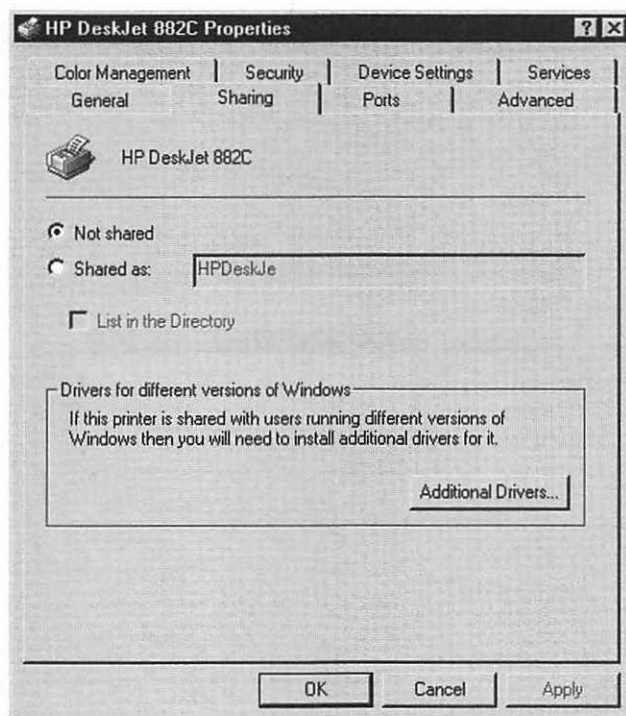 HP DeskJet 882C Properties
Color Management Security Device Settings Services
General Sharing Ports Advanced
HP DeskJet 882C
Not shared
Shared as: HPDeskJe
List in the Directory
Drivers for different versions of Windows
If this printer is shared with users running different versions of
Windows then you will need to install additional drivers for it.
Additional Drivers...
OK Cancel Apply